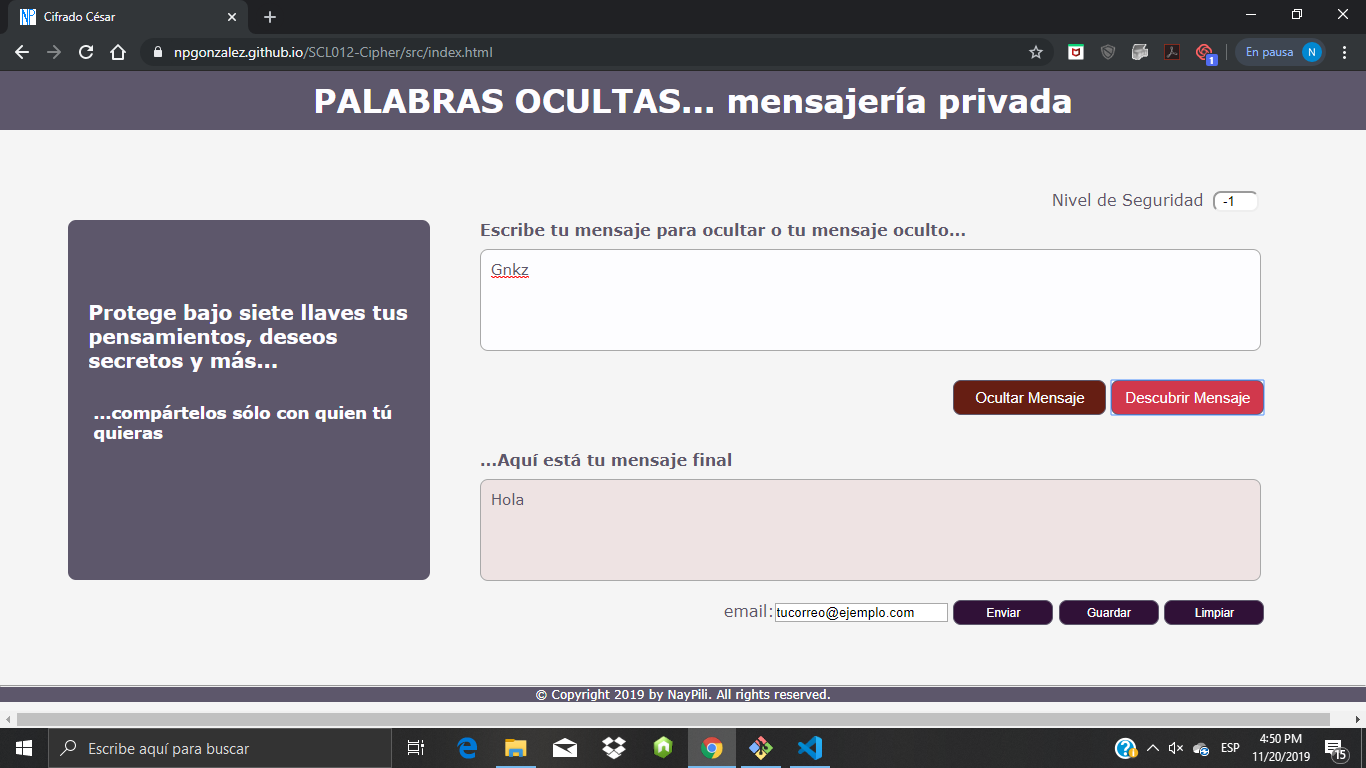 Cifrado César
npgonzalez.github.io/SCL012-Cipher/src/index.html
1
En pausa
N
PALABRAS OCULTAS... mensajería privada
Nivel de Seguridad -1
Protege bajo siete llaves tus
pensamientos, deseos
secretos y más...
...compártelos sólo con quien tú
quieras
Escribe tu mensaje para ocultar o tu mensaje oculto...
Gnkz
Ocultar Mensaje
Descubrir Mensaje
...Aquí está tu mensaje final
Hola
email: tucorreo@ejemplo.com
Enviar
Guardar
Limpiar
© Copyright 2019 by NayPili. All rights reserved.
Escribe aquí para buscar
ESP
4:50 PM
11/20/2019
15